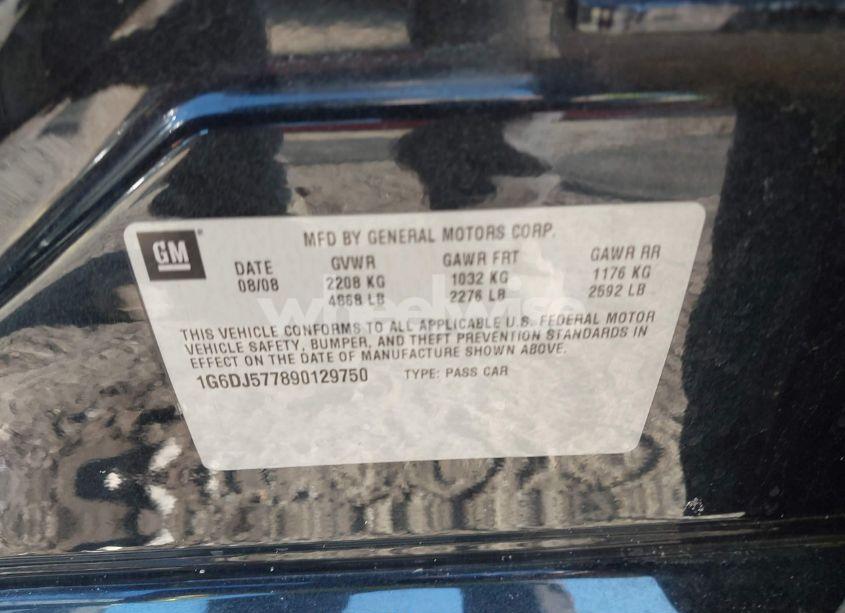 GM
MFD BY GENERAL MOTORS CORP.
DATE GVWR GAWR FRT GAWR RR
08/08 2208 KG 1032 KG 1176 KG
4868 LB 2276 LB 2592 LB
wheelwise
THIS VEHICLE CONFORMS TO ALL APPLICABLE U.S. FEDERAL MOTOR
VEHICLE SAFETY, BUMPER, AND THEFT PREVENTION STANDARDS IN
EFFECT ON THE DATE OF MANUFACTURE SHOWN ABOVE.
1G6DJ577890129750 TYPE: PASS CAR